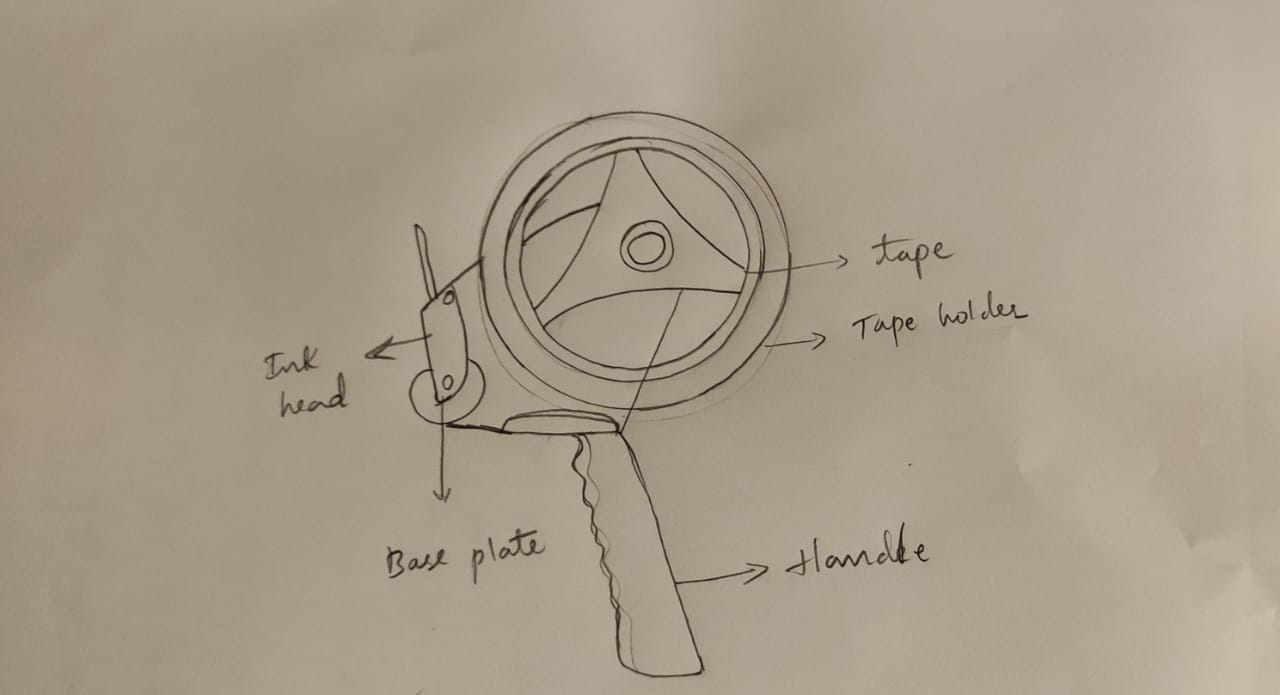 tape
Tape holder
Ink
head
Base plate
Handle